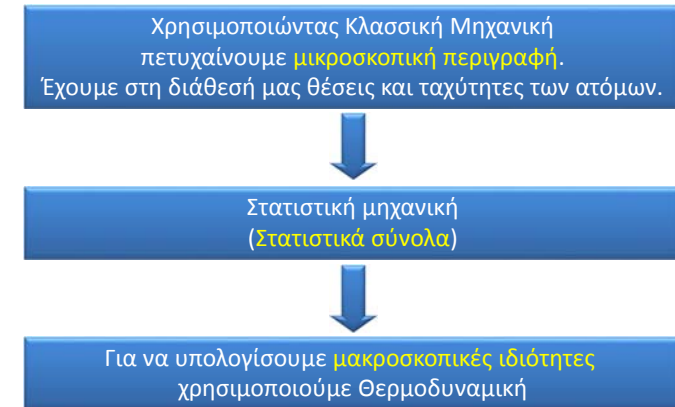 Χρησιμοποιώντας Κλασσική Μηχανική
πετυχαίνουμε μικροσκοπική περιγραφή.
Έχουμε στη διάθεσή μας θέσεις και ταχύτητες των ατόμων.
Στατιστική μηχανική
(Στατιστικά σύνολα)
Για να υπολογίσουμε μακροσκοπικές ιδιότητες
χρησιμοποιούμε Θερμοδυναμική